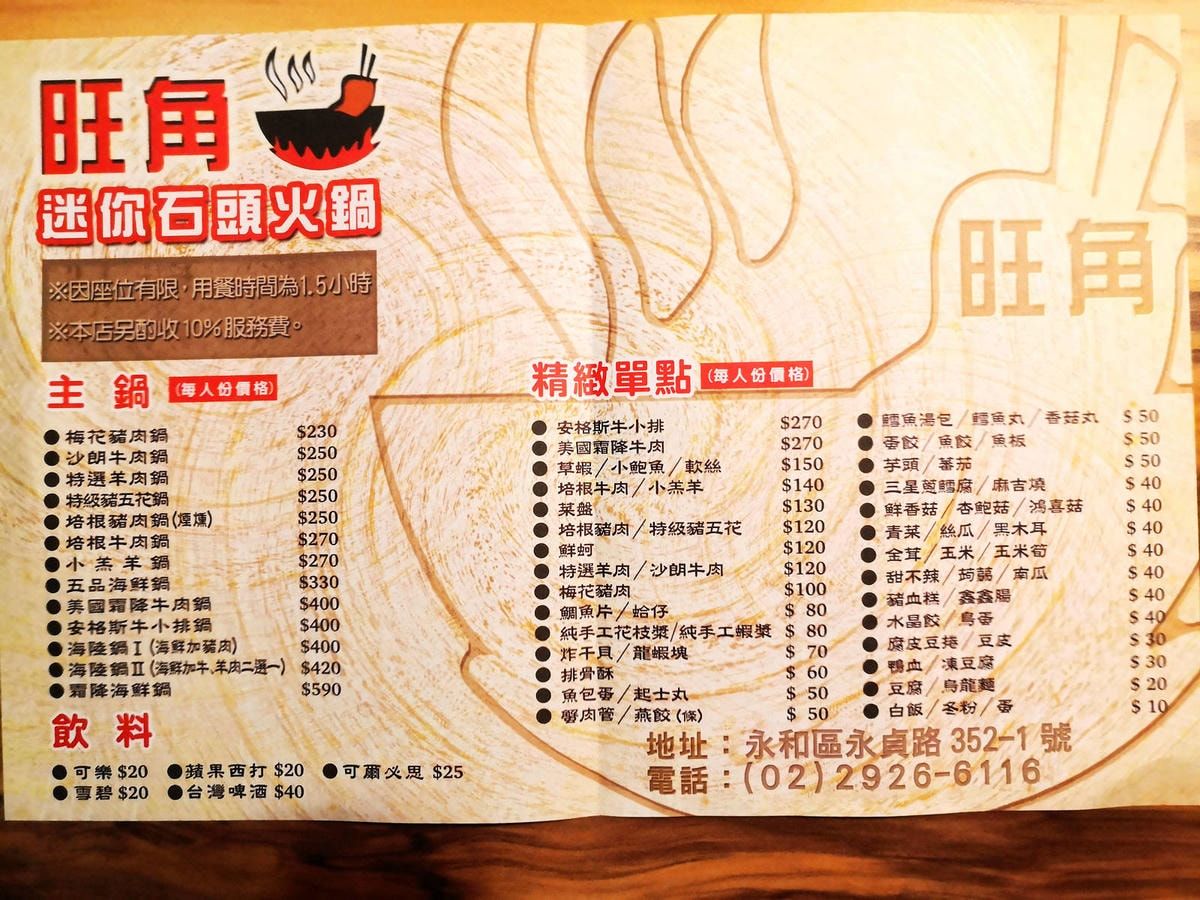 旺角
迷你石頭火鍋
※因座位有限，用餐時間為1.5小時
※本店另酌收10%服務費。
主鍋 (每人份價格)
●梅花豬肉鍋 $230
●沙朗牛肉鍋 $250
●特選羊肉鍋 $250
●特級豬五花鍋 $250
●培根豬肉鍋(煙燻) $250
●培根牛肉鍋 $270
●小羔羊鍋 $270
●五品海鮮鍋 $330
●美國霜降牛肉鍋 $400
●安格斯牛小排鍋 $400
●海陸鍋Ⅰ(海鮮加豬肉) $400
●海陸鍋Ⅱ(海鮮加牛、羊肉二選一) $420
●霜降海鮮鍋 $590
飲料
●可樂 $20 ●蘋果西打 $20 ●可爾必思 $25
●雪碧 $20 ●台灣啤酒 $40
旺角
精緻單點 (每人份價格)
●安格斯牛小排 $270
●美國霜降牛肉 $270
●草蝦/小鮑魚/軟絲 $150
●培根牛肉/小羔羊 $140
●菜盤 $130
●培根豬肉/特級豬五花 $120
●鮮蚵 $120
●特選羊肉/沙朗牛肉 $120
●梅花豬肉 $100
●鯛魚片/蛤仔 $ 80
●純手工花枝漿/純手工蝦漿 $ 80
●炸干貝/龍蝦塊 $ 70
●排骨酥 $ 60
●魚包蛋/起士丸 $ 50
●蟹肉管/燕餃(條) $ 50
●鱈魚湯包/鱈魚丸/香菇丸 $ 50
●蛋餃/魚餃/魚板 $ 50
●芋頭/蕃茄 $ 50
●三星蔥鱈腐/麻吉燒 $ 40
●鮮香菇/杏鮑菇/鴻喜菇 $ 40
●青菜/絲瓜/黑木耳 $ 40
●金茸/玉米/玉米筍 $ 40
●甜不辣/蒟蒻/南瓜 $ 40
●豬血糕/鑫鑫腸 $ 40
●水晶餃/鳥蛋 $ 40
●腐皮豆捲/豆皮 $ 30
●鴨血/凍豆腐 $ 30
●豆腐/烏龍麵 $ 20
●白飯/冬粉/蛋 $ 10
地址：永和區永貞路 352-1 號
電話：(02)2926-6116